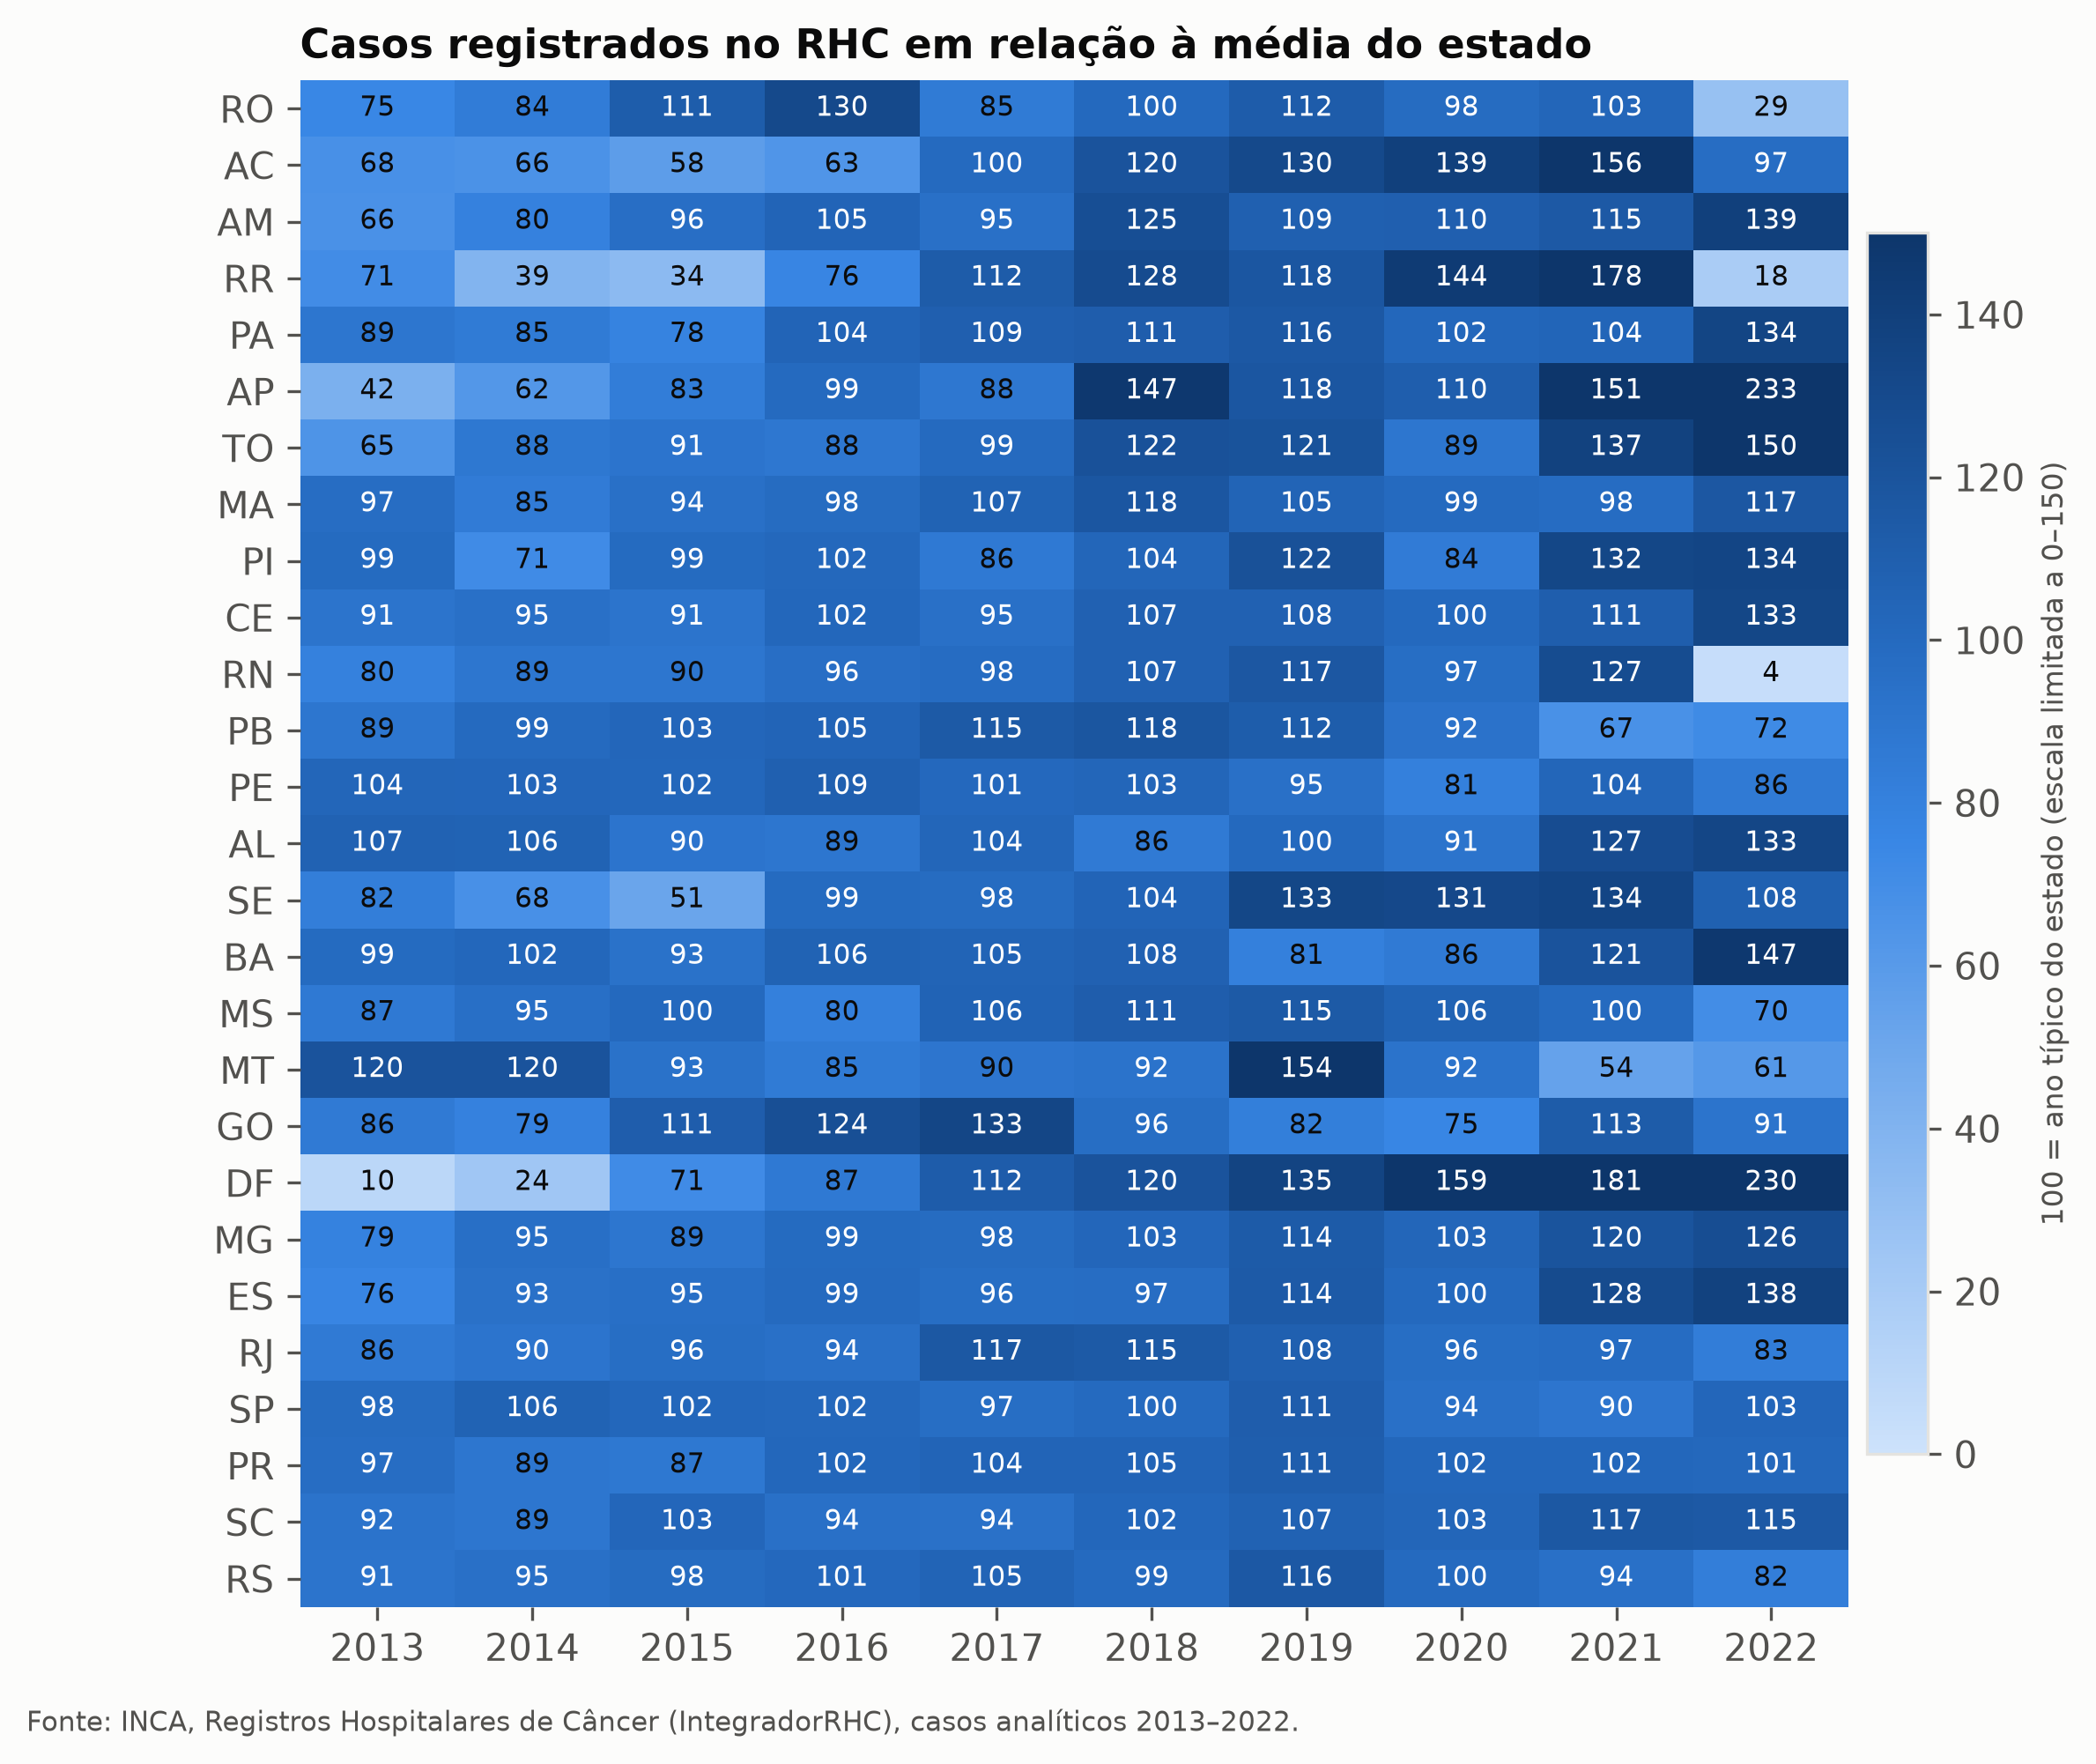 Casos registrados no RHC em relação à média do estado
RO 75 84 111 130 85 100 112 98 103 29
AC 68 66 58 63 100 120 130 139 156 97
AM 66 80 96 105 95 125 109 110 115 139
RR 71 39 34 76 112 128 118 144 178 18
PA 89 85 78 104 109 111 116 102 104 134
AP 42 62 83 99 88 147 118 110 151 233
TO 65 88 91 88 99 122 121 89 137 150
MA 97 85 94 98 107 118 105 99 98 117
PI 99 71 99 102 86 104 122 84 132 134
CE 91 95 91 102 95 107 108 100 111 133
RN 80 89 90 96 98 107 117 97 127 4
PB 89 99 103 105 115 118 112 92 67 72
PE 104 103 102 109 101 103 95 81 104 86
AL 107 106 90 89 104 86 100 91 127 133
SE 82 68 51 99 98 104 133 131 134 108
BA 99 102 93 106 105 108 81 86 121 147
MS 87 95 100 80 106 111 115 106 100 70
MT 120 120 93 85 90 92 154 92 54 61
GO 86 79 111 124 133 96 82 75 113 91
DF 10 24 71 87 112 120 135 159 181 230
MG 79 95 89 99 98 103 114 103 120 126
ES 76 93 95 99 96 97 114 100 128 138
RJ 86 90 96 94 117 115 108 96 97 83
SP 98 106 102 102 97 100 111 94 90 103
PR 97 89 87 102 104 105 111 102 102 101
SC 92 89 103 94 94 102 107 103 117 115
RS 91 95 98 101 105 99 116 100 94 82
2013 2014 2015 2016 2017 2018 2019 2020 2021 2022
140
120
100
80
60
40
20
0
100 = ano típico do estado (escala limitada a 0–150)
Fonte: INCA, Registros Hospitalares de Câncer (IntegradorRHC), casos analíticos 2013–2022.